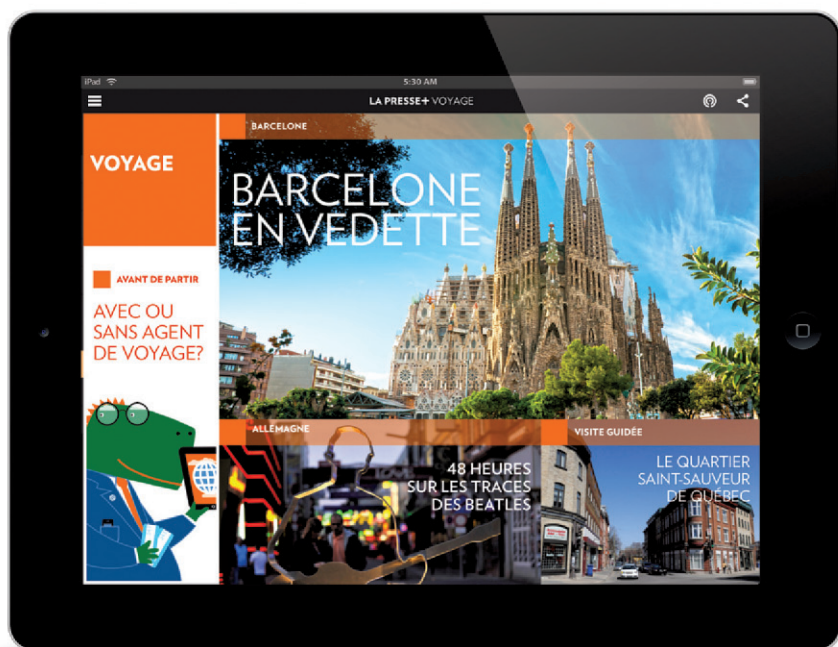 iPad
5:30 AM
LA PRESSE+ VOYAGE
VOYAGE
BARCELONE
BARCELONE
EN VEDETTE
AVANT DE PARTIR
AVEC OU
SANS AGENT
DE VOYAGE?
ALLEMAGNE
48 HEURES
SUR LES TRACES
DES BEATLES
VISITE GUIDÉE
LE QUARTIER
SAINT-SAUVEUR
DE QUÉBEC